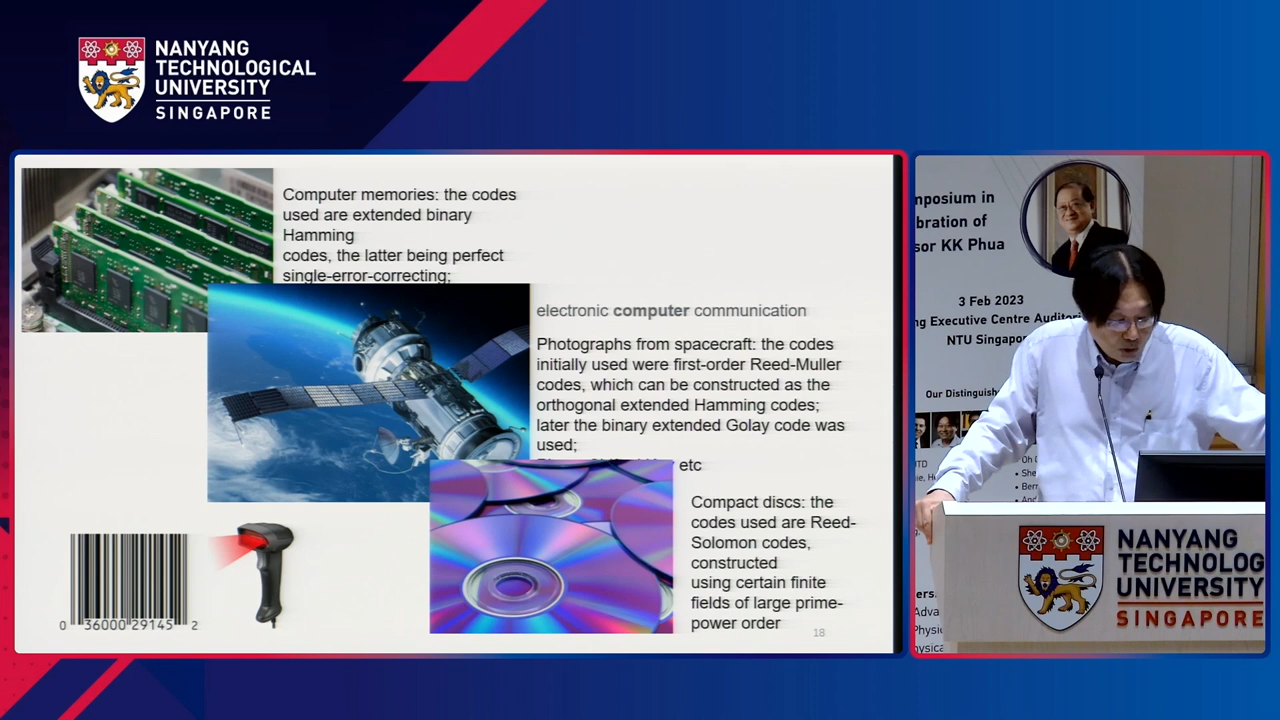 NANYANG
TECHNOLOGICAL
UNIVERSITY
SINGAPORE
Computer memories: the codes
used are extended binary
Hamming
codes, the latter being perfect
single-error-correcting;
electronic computer communication
Photographs from spacecraft: the codes
initially used were first-order Reed-Muller
codes, which can be constructed as the
orthogonal extended Hamming codes;
later the binary extended Golay code was
used;
etc
Compact discs: the
codes used are Reed-
Solomon codes,
constructed
using certain finite
fields of large prime-
power order
0 36000 29145 2
18
mposium in
bration of
sor KK Phua
3 Feb 2023
ng Executive Centre Auditori
NTU Singapor
Our Distinguish
NANYANG
TECHNOLOG
UNIVERSITY
SINGAPORE